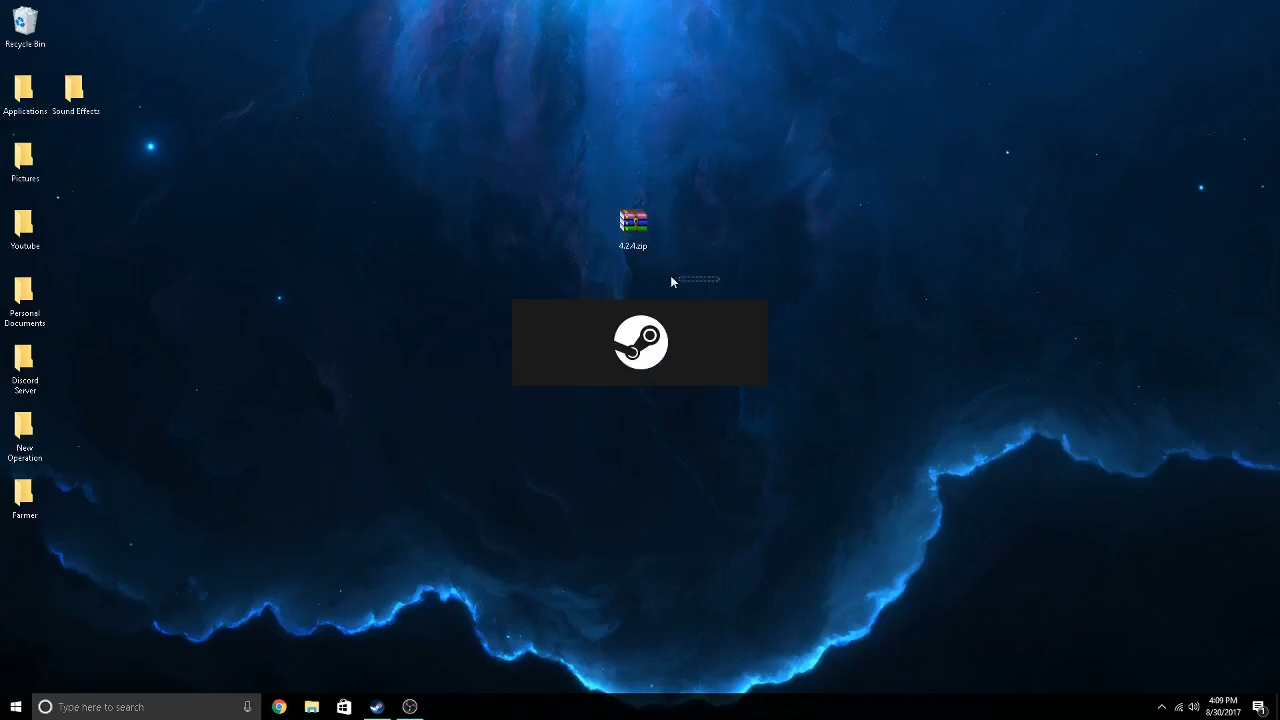 Recycle Bin
Applications
Sound Effects
Pictures
Youtube
Personal
Documents
Discord
Server
New
Operation
Farmer
4.2.4.zip
Type here to search
4:09 PM
8/30/2017